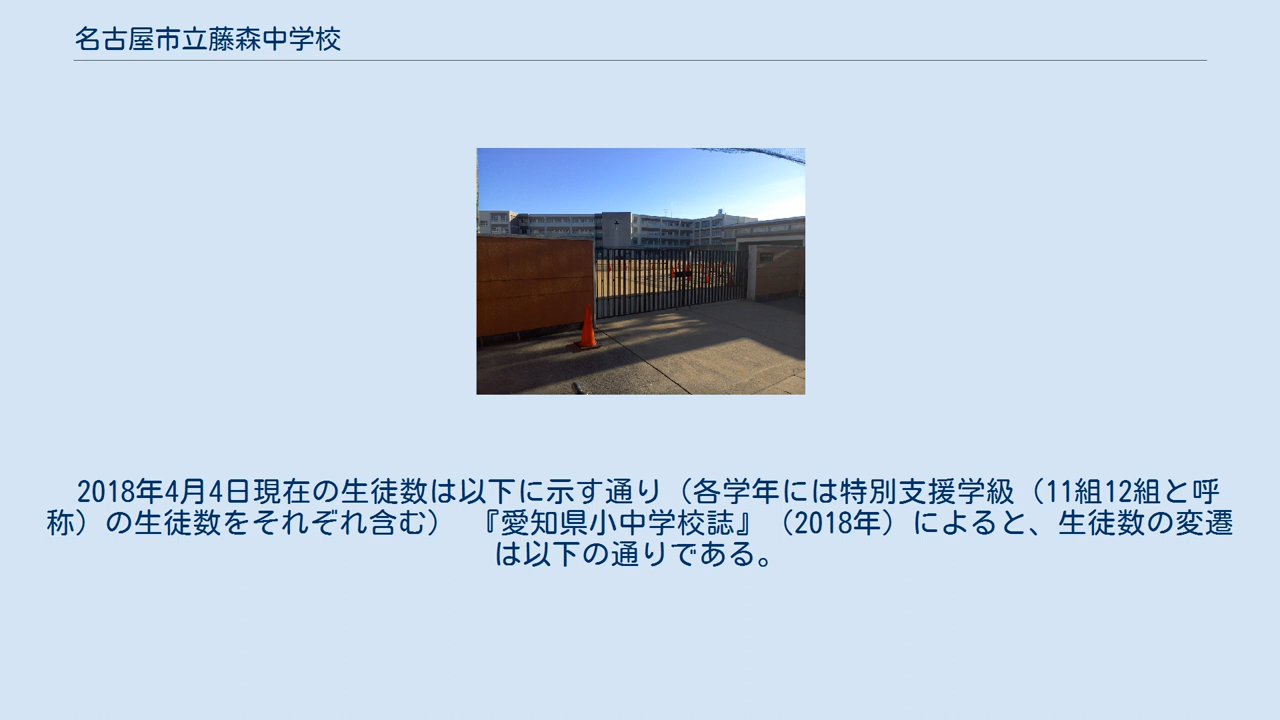 名古屋市立藤森中学校
2018年4月4日現在の生徒数は以下に示す通り（各学年には特別支援学級（11組12組と呼
称）の生徒数をそれぞれ含む） 『愛知県小中学校誌』（2018年）によると、生徒数の変遷
は以下の通りである。